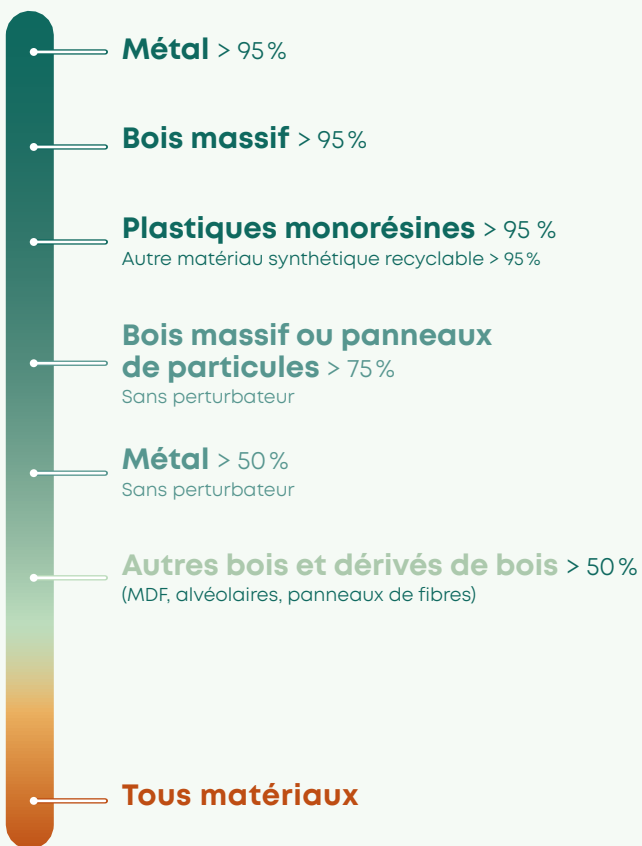 Métal > 95%
Bois massif > 95%
Plastiques monorésines > 95 %
Autre matériau synthétique recyclable > 95%
Bois massif ou panneaux
de particules > 75%
Sans perturbateur
Métal > 50%
Sans perturbateur
Autres bois et dérivés de bois > 50%
(MDF, alvéolaires, panneaux de fibres)
Tous matériaux